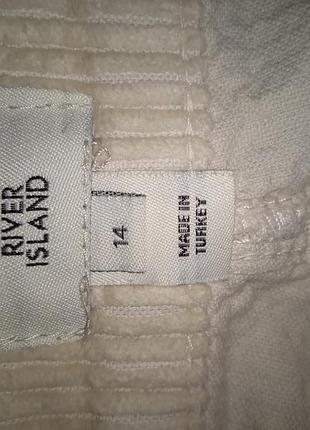 RIVER
ISLAND
14
MADE IN
TURKEY